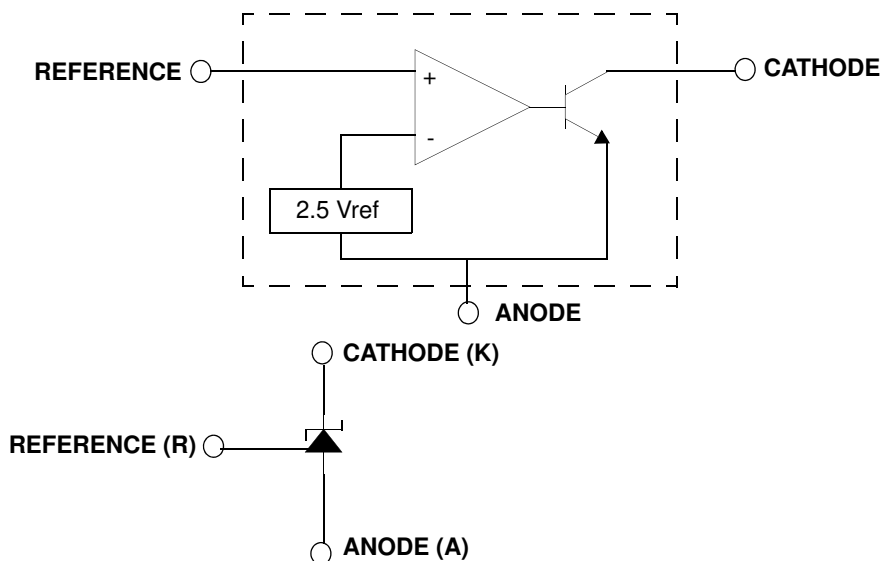 REFERENCE
+
CATHODE
-
2.5 Vref
ANODE
CATHODE (K)
REFERENCE (R)
ANODE (A)